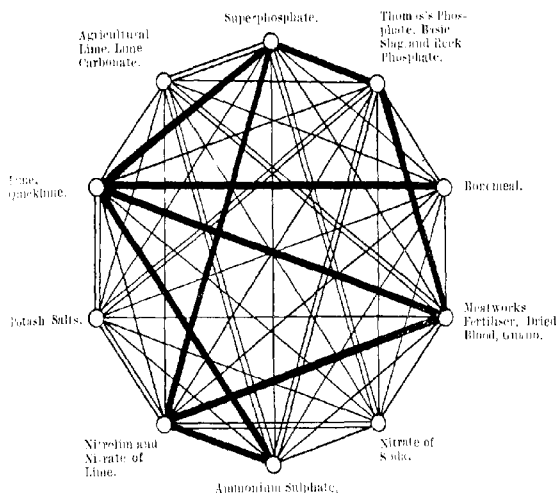 Superphosphate.
Thomas's Phos-
phate. Basic
Slag and Rock
Phosphate.
Agricultural
Lime. Lime
Carbonate.
Lime,
Quicklime.
Bonemeal.
Potash Salts.
Meatworks
Fertiliser, Dried
Blood, Guano.
Nitrolim and
Nitrate of
Lime.
Nitrate of
Soda.
Ammonium Sulphate.